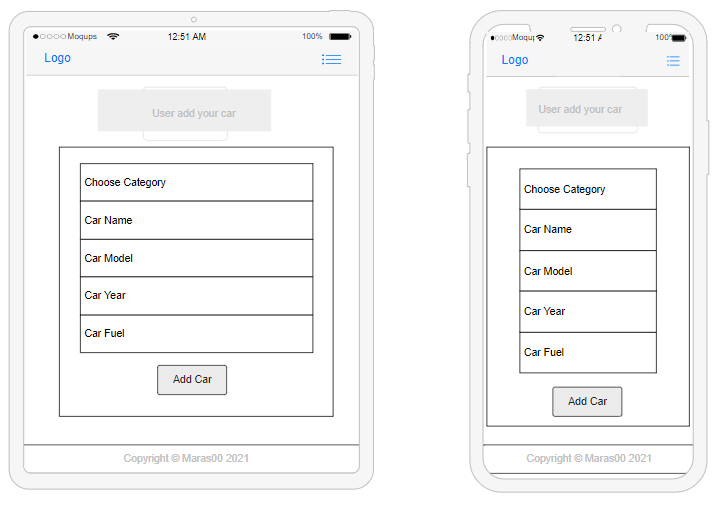 Moqups 12:51 AM 100%
Logo
User add your car
Choose Category
Car Name
Car Model
Car Year
Car Fuel
Add Car
Copyright © Maras00 2021
Moqup 12:51 100%
Logo
User add your car
Choose Category
Car Name
Car Model
Car Year
Car Fuel
Add Car
Copyright © Maras00 2021